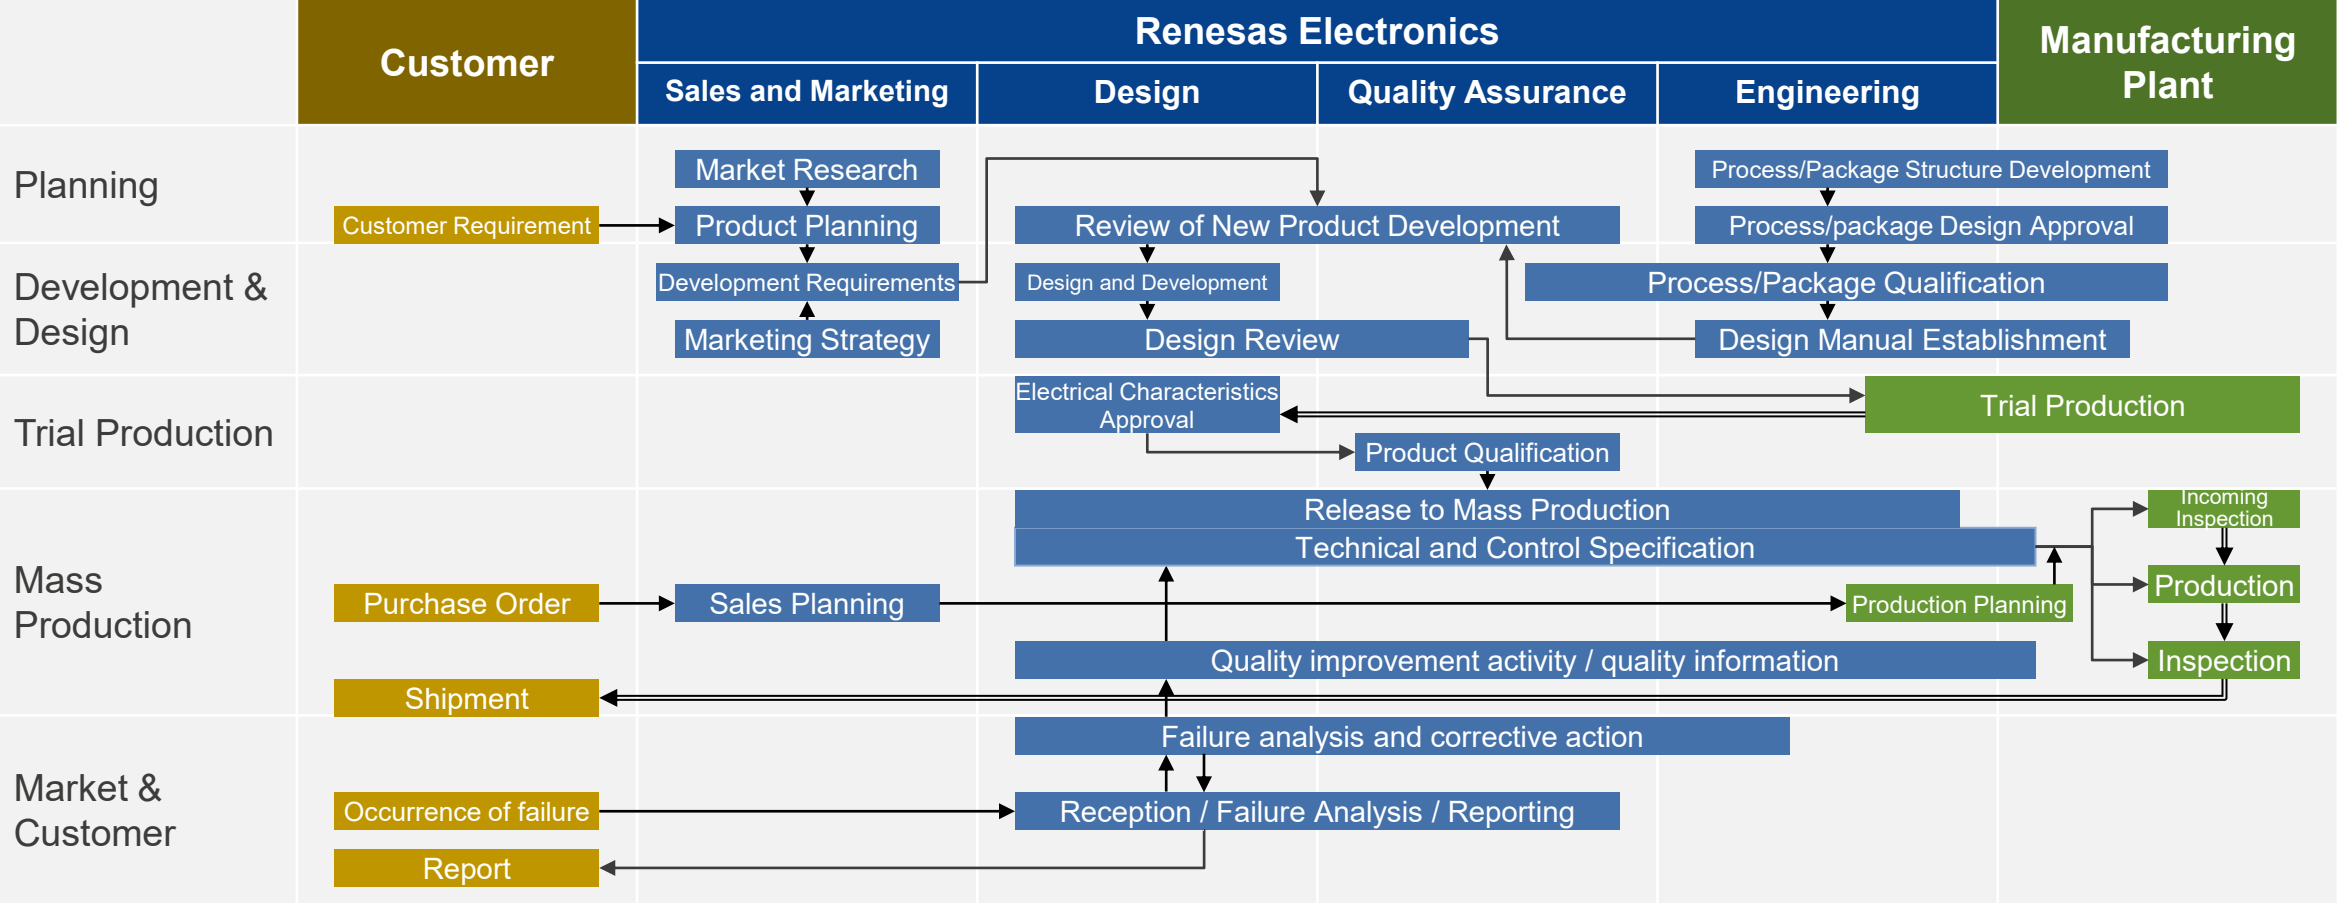 Customer
Renesas Electronics
Manufacturing
Plant
Sales and Marketing
Design
Quality Assurance
Engineering
Planning
Market Research
Process/Package Structure Development
Customer Requirement
Product Planning
Review of New Product Development
Process/package Design Approval
Development &
Design
Development Requirements
Design and Development
Process/Package Qualification
Marketing Strategy
Design Review
Design Manual Establishment
Trial Production
Electrical Characteristics
Approval
Trial Production
Product Qualification
Mass
Production
Release to Mass Production
Incoming
Inspection
Technical and Control Specification
Production
Purchase Order
Sales Planning
Production Planning
Quality improvement activity / quality information
Inspection
Shipment
Market &
Customer
Failure analysis and corrective action
Occurrence of failure
Reception / Failure Analysis / Reporting
Report